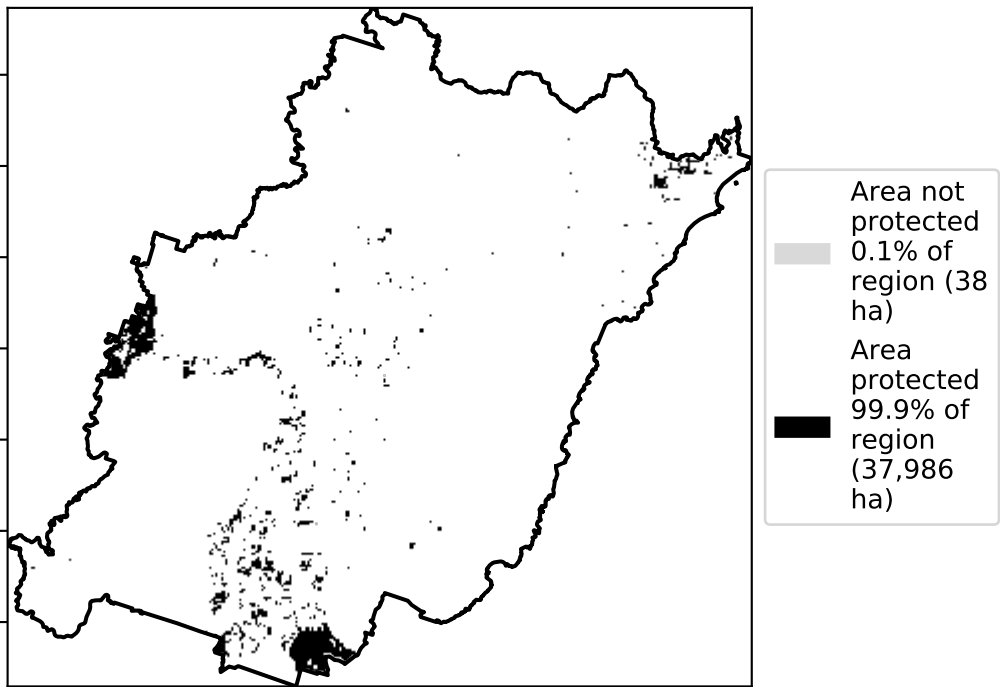 Area not
protected
0.1% of
region (38
ha)
Area
protected
99.9% of
region
(37,986
ha)